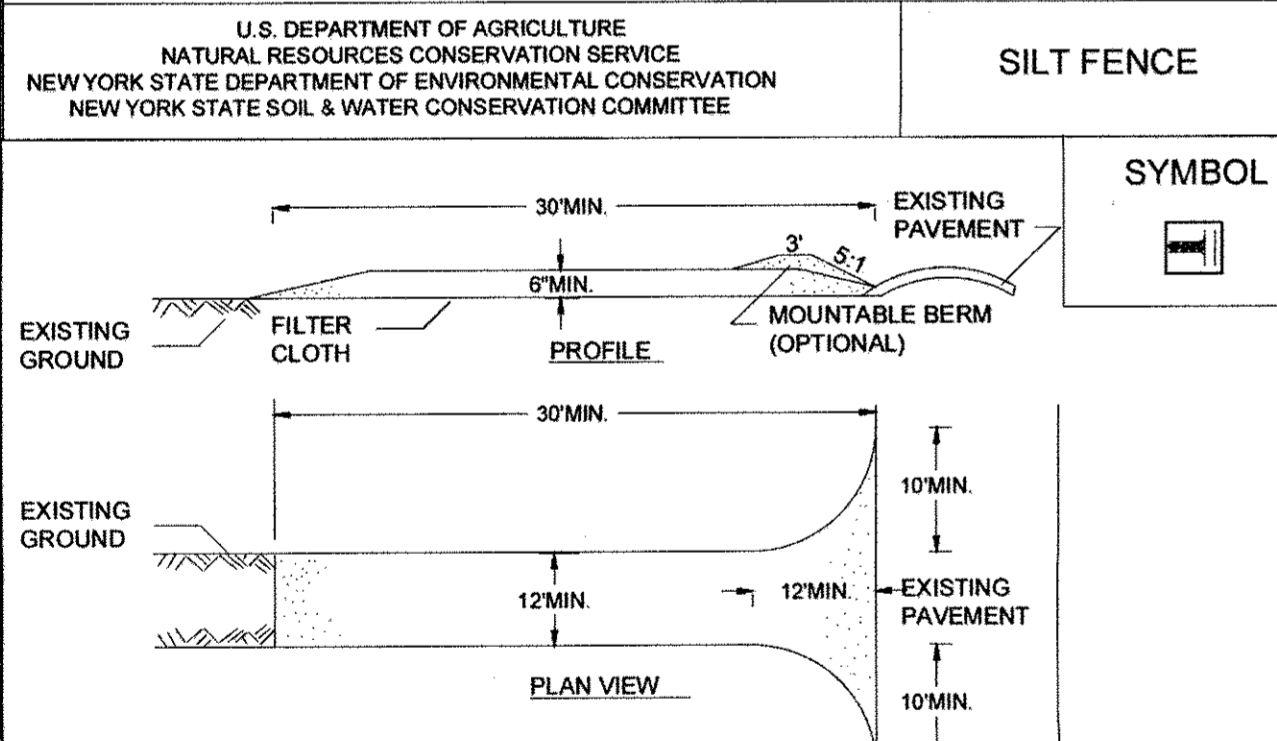 U.S. DEPARTMENT OF AGRICULTURE
NATURAL RESOURCES CONSERVATION SERVICE
NEW YORK STATE DEPARTMENT OF ENVIRONMENTAL CONSERVATION
NEW YORK STATE SOIL & WATER CONSERVATION COMMITTEE
SILT FENCE
SYMBOL
30'MIN.
EXISTING
PAVEMENT
3'
5:1
6"MIN.
EXISTING
GROUND
FILTER
CLOTH
PROFILE
MOUNTABLE BERM
(OPTIONAL)
30'MIN.
10'MIN.
EXISTING
GROUND
12'MIN.
12'MIN.
EXISTING
PAVEMENT
PLAN VIEW
10'MIN.